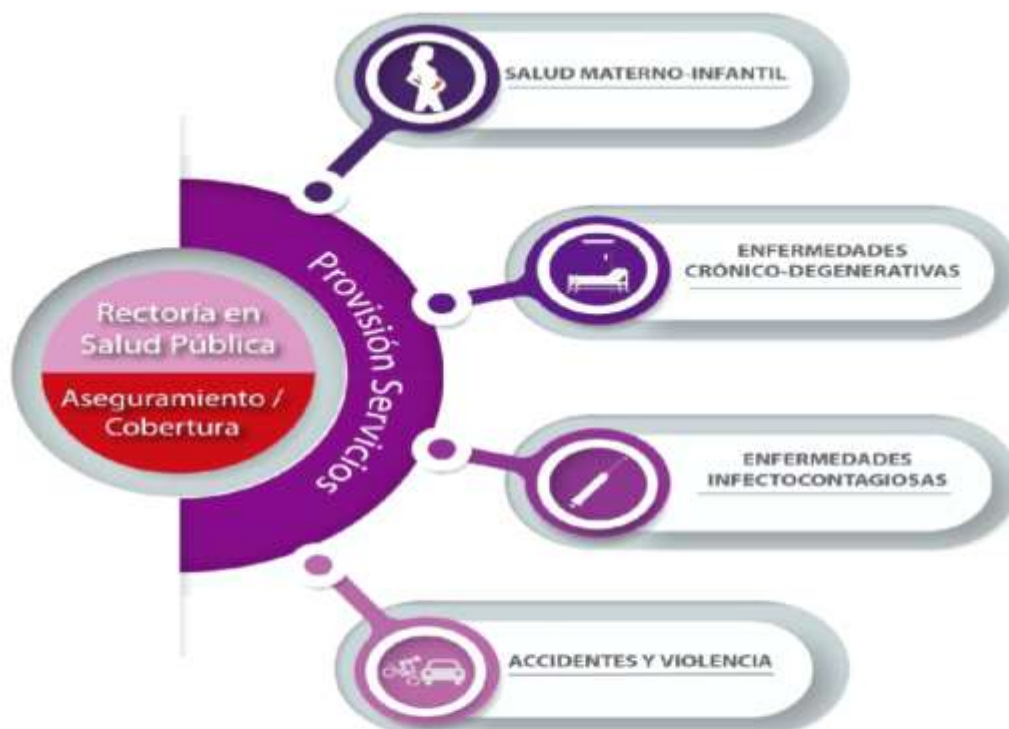 SALUD MATERNO-INFANTIL
ENFERMEDADES
CRÓNICO-DEGENERATIVAS
Provisión Servicios
Rectoría en
Salud Pública
Aseguramiento /
Cobertura
ENFERMEDADES
INFECTOCONTAGIOSAS
ACCIDENTES Y VIOLENCIA